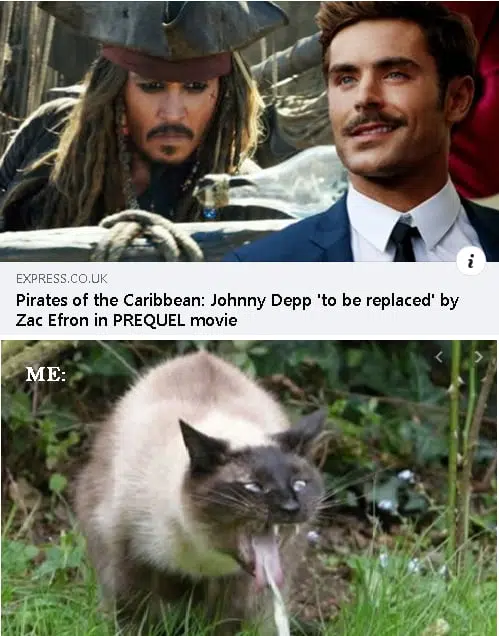 EXPRESS.CO.UK
Pirates of the Caribbean: Johnny Depp 'to be replaced' by
Zac Efron in PREQUEL movie
ME: